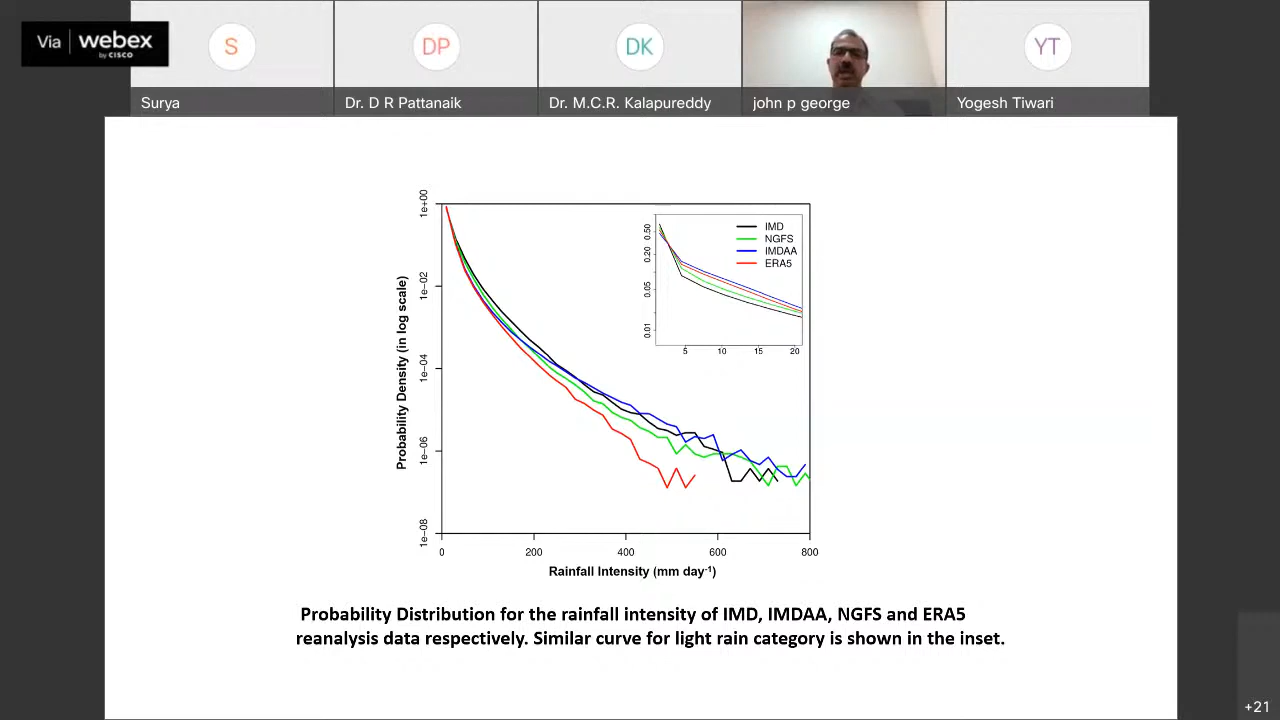 Via webex
by CISCO
S
DP
DK
YT
Surya
Dr. D R Pattanaik
Dr. M.C.R. Kalapureddy
john p george
Yogesh Tiwari
Probability Density (in log scale)
1e+00
1e−02
1e−04
1e−06
1e−08
0.50
0.20
0.05
0.01
IMD
NGFS
IMDAA
ERA5
5 10 15 20
0 200 400 600 800
Rainfall Intensity (mm day⁻¹)
Probability Distribution for the rainfall intensity of IMD, IMDAA, NGFS and ERA5
reanalysis data respectively. Similar curve for light rain category is shown in the inset.
+21